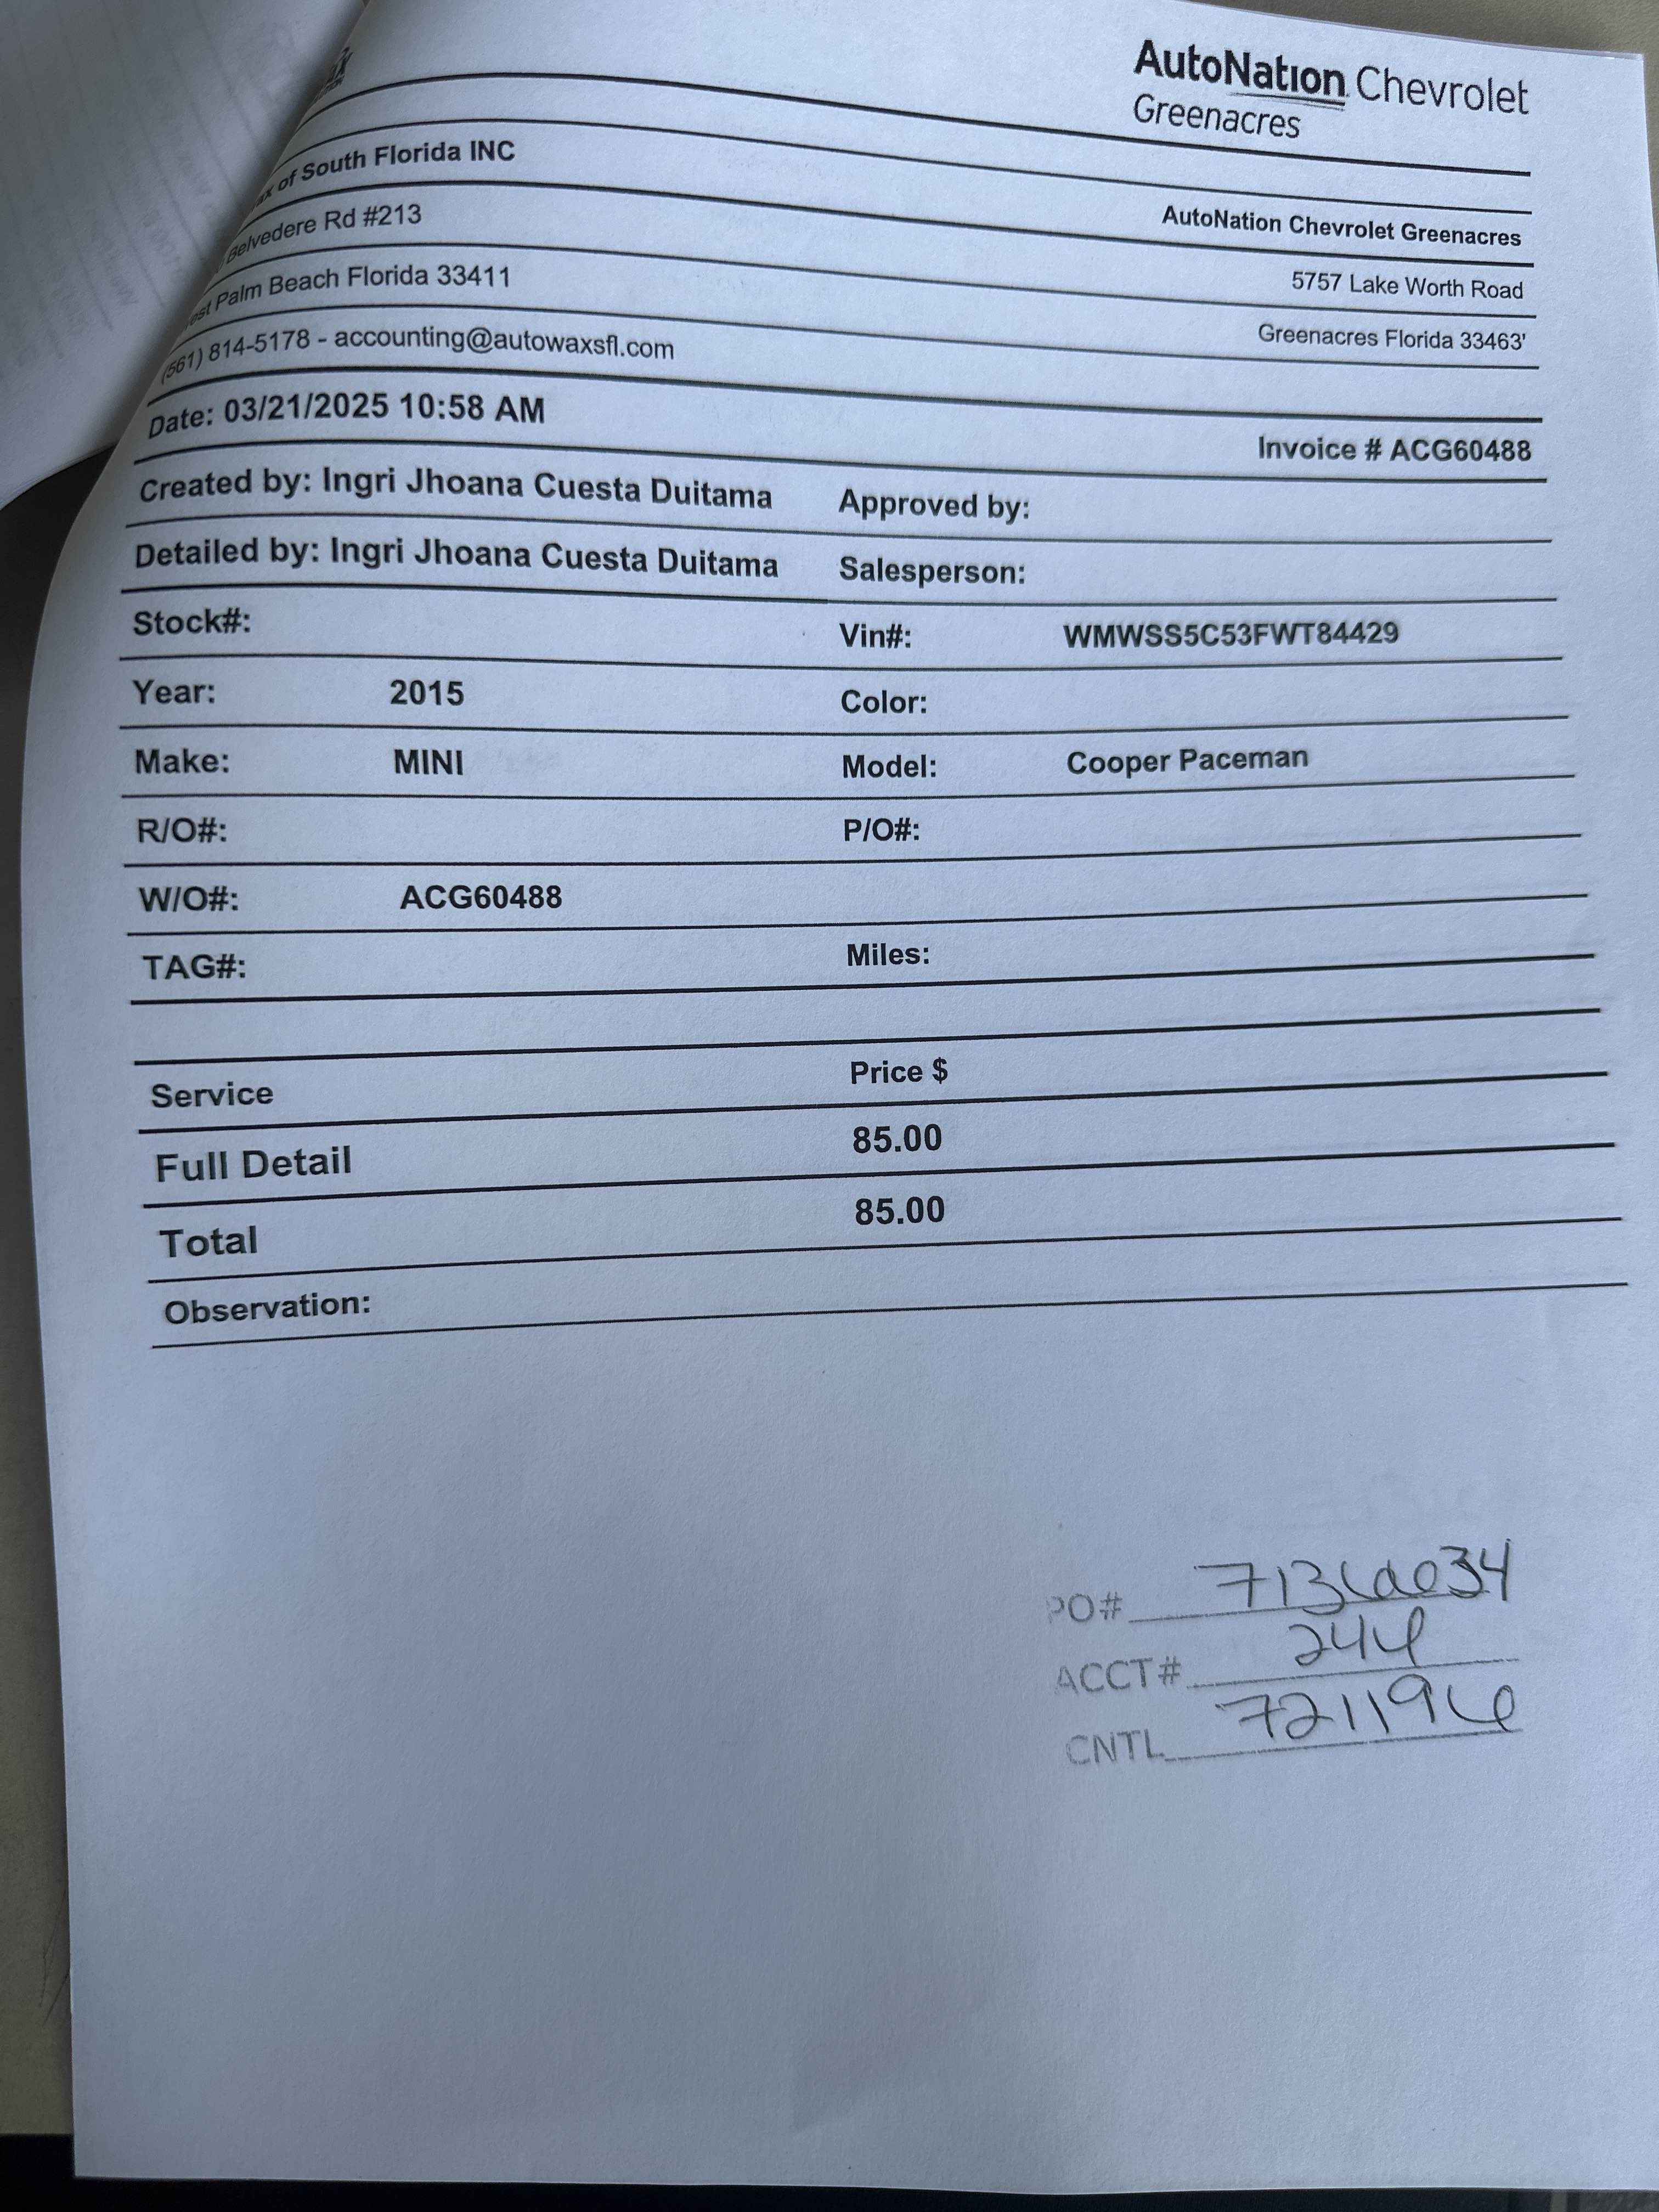 AutoNation Chevrolet
Greenacres
of South Florida INC
AutoNation Chevrolet Greenacres
Belvedere Rd #213
5757 Lake Worth Road
Palm Beach Florida 33411
Greenacres Florida 33463'
(561) 814-5178 - accounting@autowaxsfl.com
Date: 03/21/2025 10:58 AM
Invoice # ACG60488
Created by: Ingri Jhoana Cuesta Duitama Approved by:
Detailed by: Ingri Jhoana Cuesta Duitama Salesperson:
Stock#: Vin#: WMWSS5C53FWT84429
Year: 2015 Color:
Make: MINI Model: Cooper Paceman
R/O#: P/O#:
W/O#: ACG60488
TAG#: Miles:
Service Price $
Full Detail 85.00
Total 85.00
Observation:
PO#
ACCT# 244
CNTL 721196